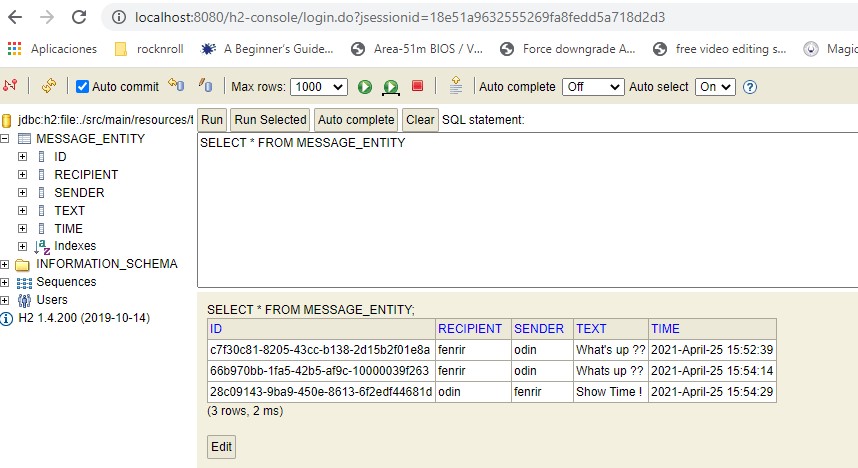 localhost:8080/h2-console/login.do?jsessionid=18e51a9632555269fa8fedd5a718d2d3
Aplicaciones rocknroll A Beginner's Guide... Area-51m BIOS / V... Force downgrade A... free video editing s... Magic
Auto commit Max rows: 1000 Auto complete Off Auto select On
jdbc:h2:file:./src/main/resources/t
MESSAGE_ENTITY
ID
RECIPIENT
SENDER
TEXT
TIME
Indexes
INFORMATION_SCHEMA
Sequences
Users
H2 1.4.200 (2019-10-14)
Run Run Selected Auto complete Clear SQL statement:
SELECT * FROM MESSAGE_ENTITY
SELECT * FROM MESSAGE_ENTITY;
ID RECIPIENT SENDER TEXT TIME
c7f30c81-8205-43cc-b138-2d15b2f01e8a fenrir odin What's up ?? 2021-April-25 15:52:39
66b970bb-1fa5-42b5-af9c-10000039f263 fenrir odin Whats up ?? 2021-April-25 15:54:14
28c09143-9ba9-450e-8613-6f2edf44681d odin fenrir Show Time ! 2021-April-25 15:54:29
(3 rows, 2 ms)
Edit